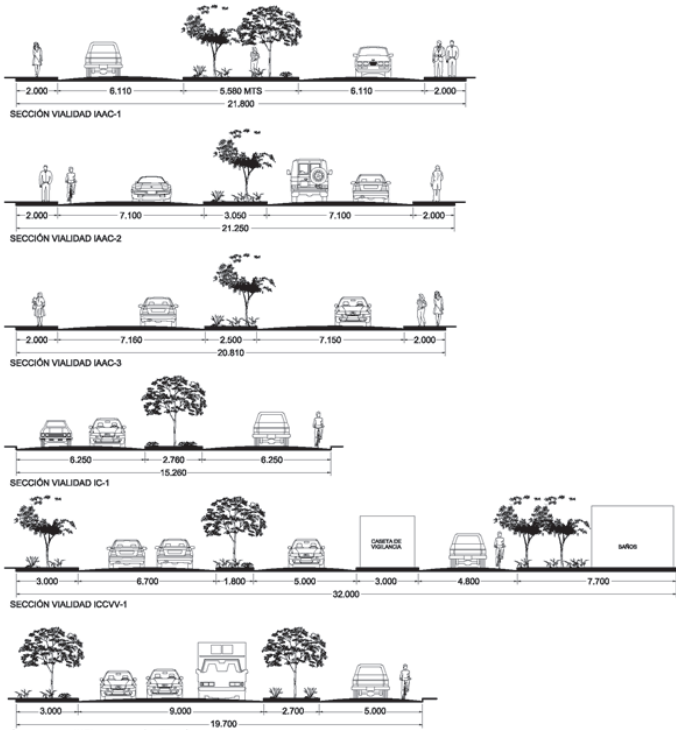 2.000 6.110 5.580 MTS 6.110 2.000
21.800
SECCIÓN VIALIDAD IAAC-1
2.000 7.100 3.050 7.100 2.000
21.250
SECCIÓN VIALIDAD IAAC-2
2.000 7.160 2.500 7.150 2.000
20.810
SECCIÓN VIALIDAD IAAC-3
6.250 2.760 6.250
15.260
SECCIÓN VIALIDAD IC-1
CASETA DE
VIGILANCIA
BAÑOS
3.000 6.700 1.800 5.000 3.000 4.800 7.700
32.000
SECCIÓN VIALIDAD ICCVV-1
3.000 9.000 2.700 5.000
19.700